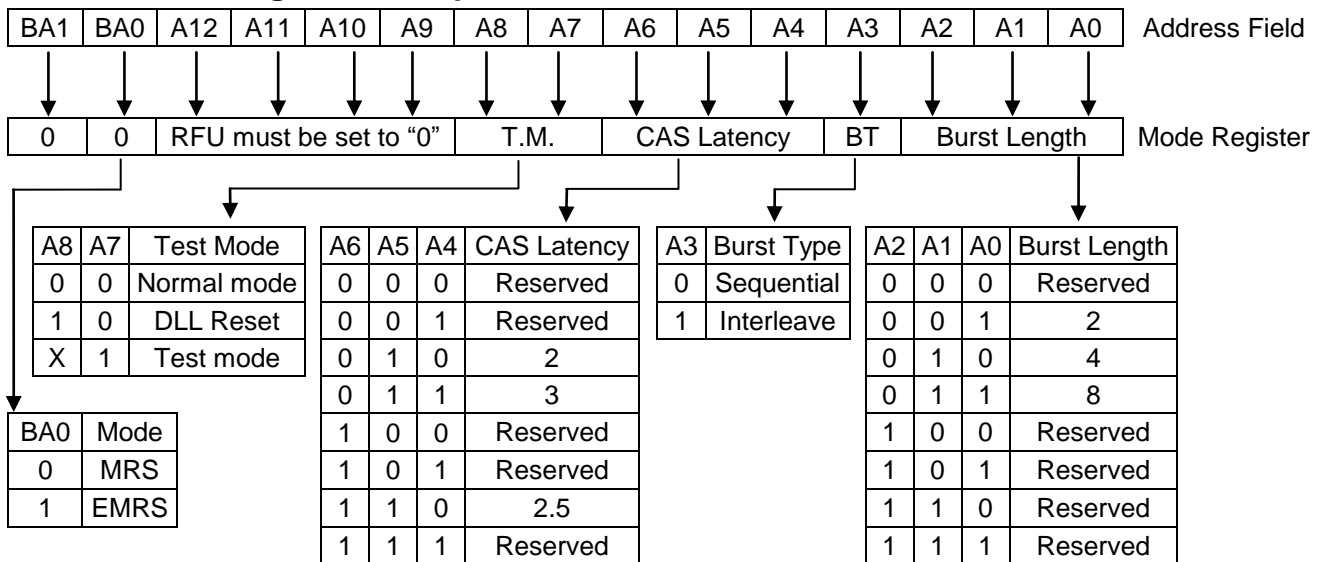 BA1 BA0 A12 A11 A10 A9 A8 A7 A6 A5 A4 A3 A2 A1 A0 Address Field
0 0 RFU must be set to “0” T.M. CAS Latency BT Burst Length Mode Register
A8 A7 Test Mode
0 0 Normal mode
1 0 DLL Reset
X 1 Test mode
BA0 Mode
0 MRS
1 EMRS
A6 A5 A4 CAS Latency
0 0 0 Reserved
0 0 1 Reserved
0 1 0 2
0 1 1 3
1 0 0 Reserved
1 0 1 Reserved
1 1 0 2.5
1 1 1 Reserved
A3 Burst Type
0 Sequential
1 Interleave
A2 A1 A0 Burst Length
0 0 0 Reserved
0 0 1 2
0 1 0 4
0 1 1 8
1 0 0 Reserved
1 0 1 Reserved
1 1 0 Reserved
1 1 1 Reserved